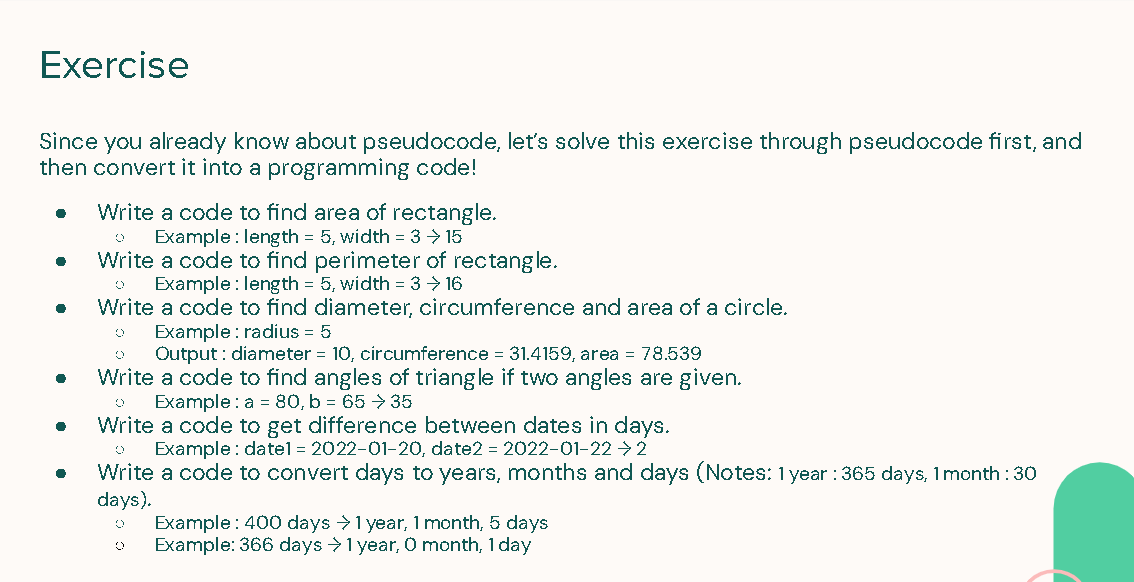 Exercise
Since you already know about pseudocode, let's solve this exercise through pseudocode first, and
then convert it into a programming code!
● Write a code to find area of rectangle.
○ Example : length = 5, width = 3 → 15
● Write a code to find perimeter of rectangle.
○ Example : length = 5, width = 3 → 16
● Write a code to find diameter, circumference and area of a circle.
○ Example : radius = 5
○ Output : diameter = 10, circumference = 31.4159, area = 78.539
● Write a code to find angles of triangle if two angles are given.
○ Example : a = 80, b = 65 → 35
● Write a code to get difference between dates in days.
○ Example : date1 = 2022-01-20, date2 = 2022-01-22 → 2
● Write a code to convert days to years, months and days (Notes: 1 year : 365 days, 1 month : 30
days).
○ Example : 400 days → 1 year, 1 month, 5 days
○ Example: 366 days → 1 year, 0 month, 1 day